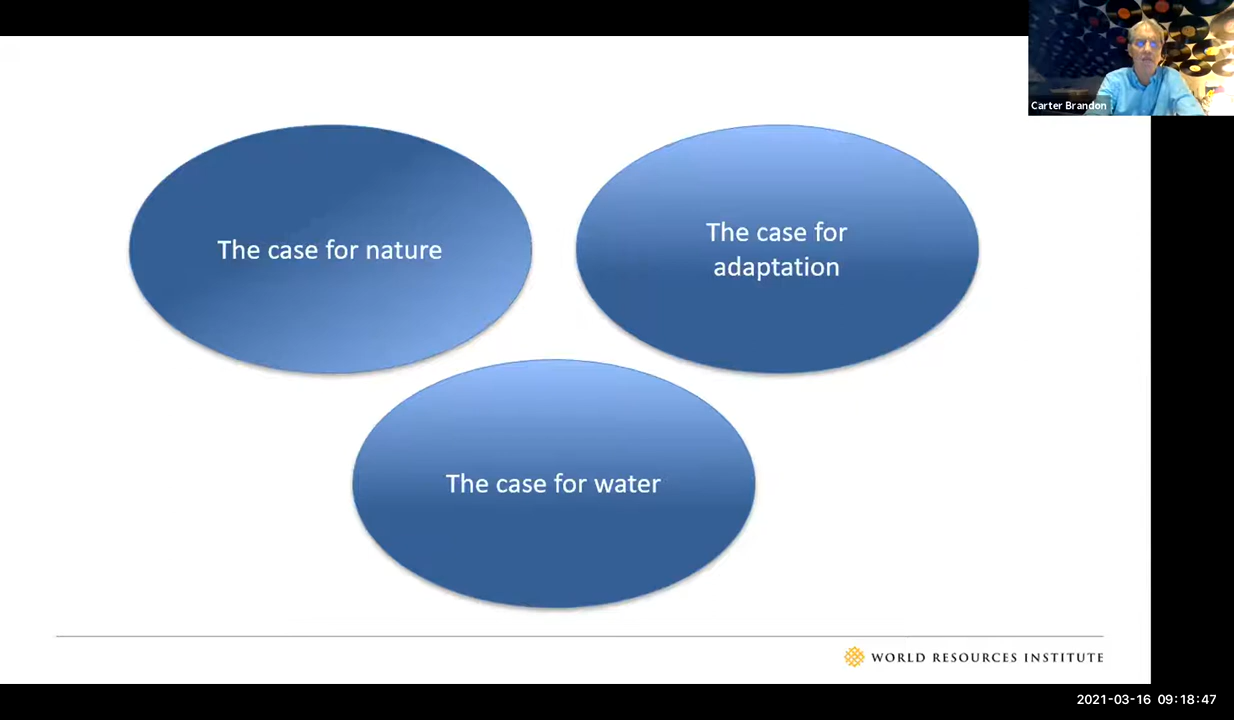 Carter Brandon
The case for nature
The case for
adaptation
The case for water
WORLD RESOURCES INSTITUTE
2021-03-16 09:18:47